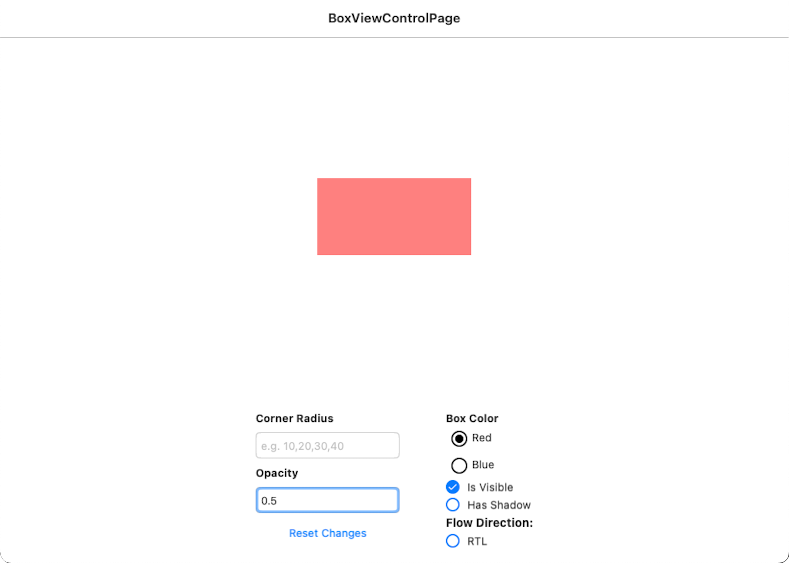 BoxViewControlPage
Corner Radius
e.g. 10,20,30,40
Opacity
0.5
Reset Changes
Box Color
Red
Blue
Is Visible
Has Shadow
Flow Direction:
RTL